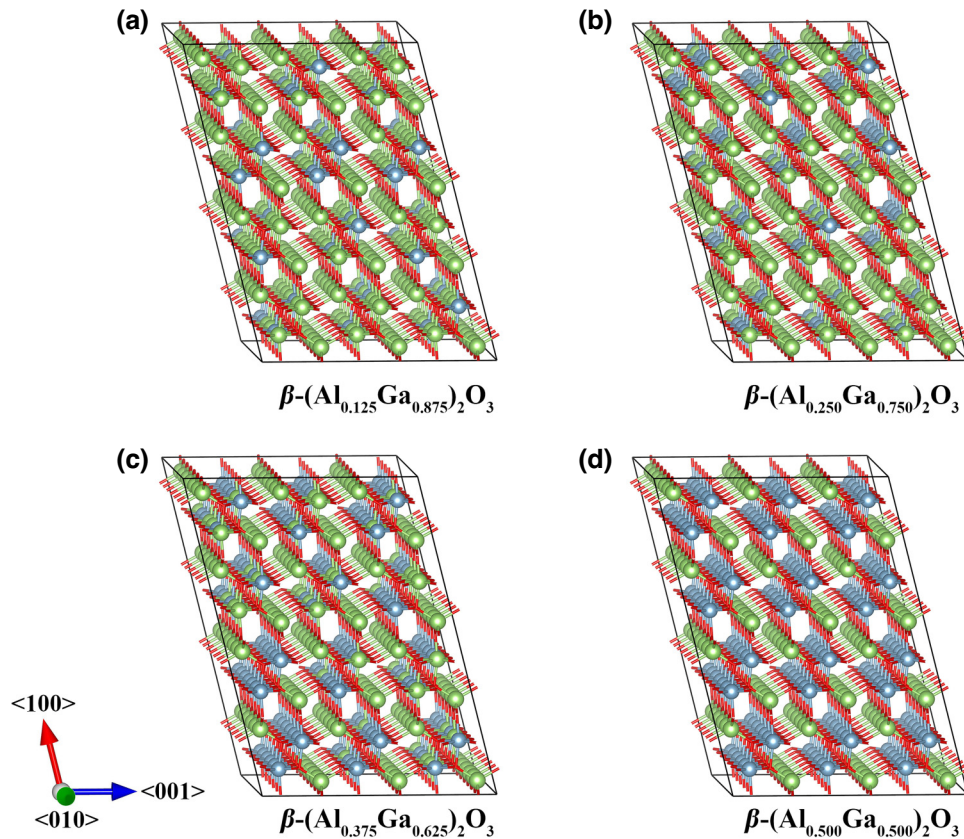 (a)
(b)
β-(Al0.125Ga0.875)2O3
β-(Al0.250Ga0.750)2O3
(c)
(d)
<100>
<001>
<010>
β-(Al0.375Ga0.625)2O3
β-(Al0.500Ga0.500)2O3